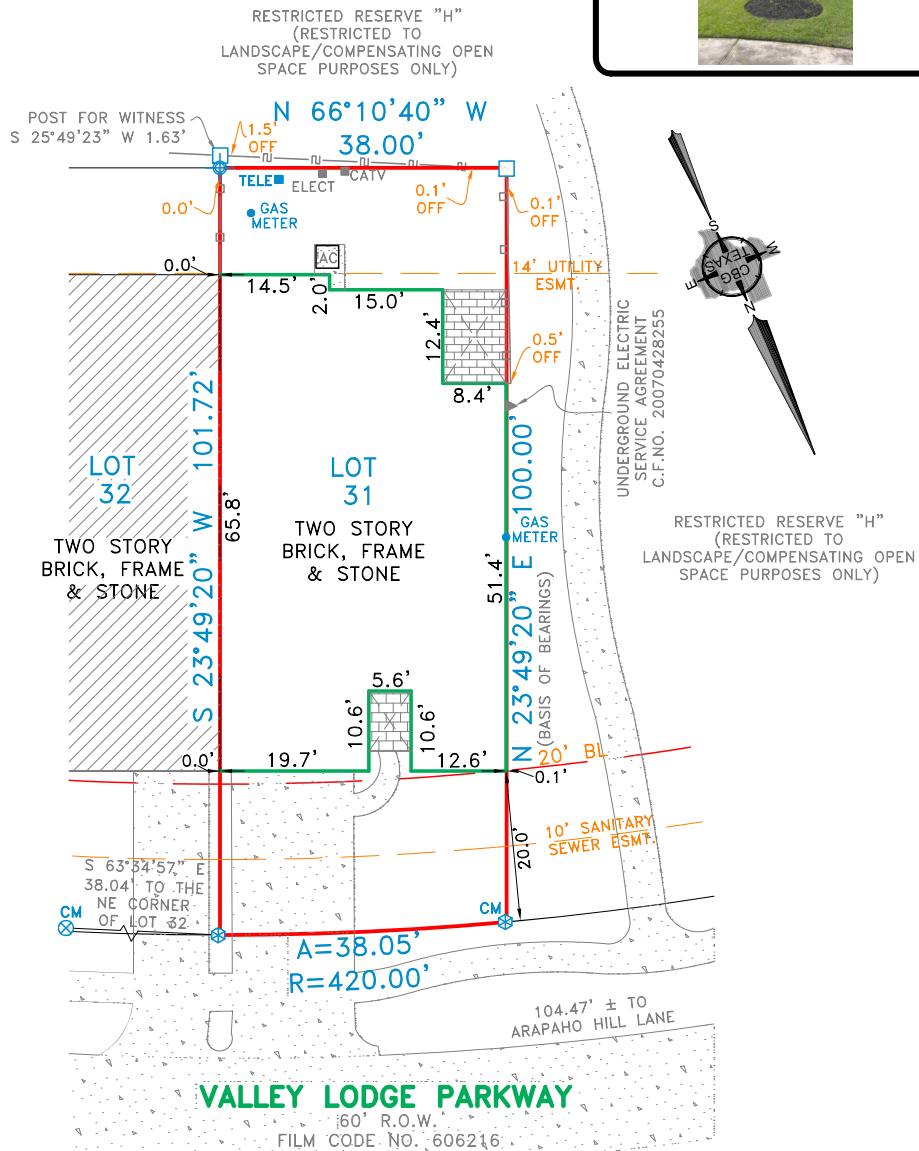 RESTRICTED RESERVE "H"
(RESTRICTED TO
LANDSCAPE/COMPENSATING OPEN
SPACE PURPOSES ONLY)
POST FOR WITNESS
S 25°49'23" W 1.63'
N 66°10'40" W
38.00'
1.5'
OFF
TELE
ELECT
CATV
0.0'
GAS
METER
0.1'
OFF
0.1'
OFF
S
W
E
N
CBG
TEXAS
0.0'
AC
14.5'
2.0'
15.0'
14' UTILITY
ESMT.
12.4'
8.4'
0.5'
OFF
UNDERGROUND ELECTRIC
SERVICE AGREEMENT
C.F.NO. 20070428255
LOT
32
TWO STORY
BRICK, FRAME
& STONE
S 23°49'20" W 101.72'
65.8'
LOT
31
TWO STORY
BRICK, FRAME
& STONE
GAS
METER
51.4'
N 23°49'20" E 100.00'
(BASIS OF BEARINGS)
RESTRICTED RESERVE "H"
(RESTRICTED TO
LANDSCAPE/COMPENSATING OPEN
SPACE PURPOSES ONLY)
5.6'
10.6'
10.6'
0.0'
19.7'
12.6'
20' BL
0.1'
20.0'
10' SANITARY
SEWER ESMT.
S 63°34'57" E
38.04' TO THE
NE CORNER
OF LOT 32
CM
CM
A=38.05'
R=420.00'
104.47' ± TO
ARAPAHO HILL LANE
VALLEY LODGE PARKWAY
60' R.O.W.
FILM CODE NO. 606216